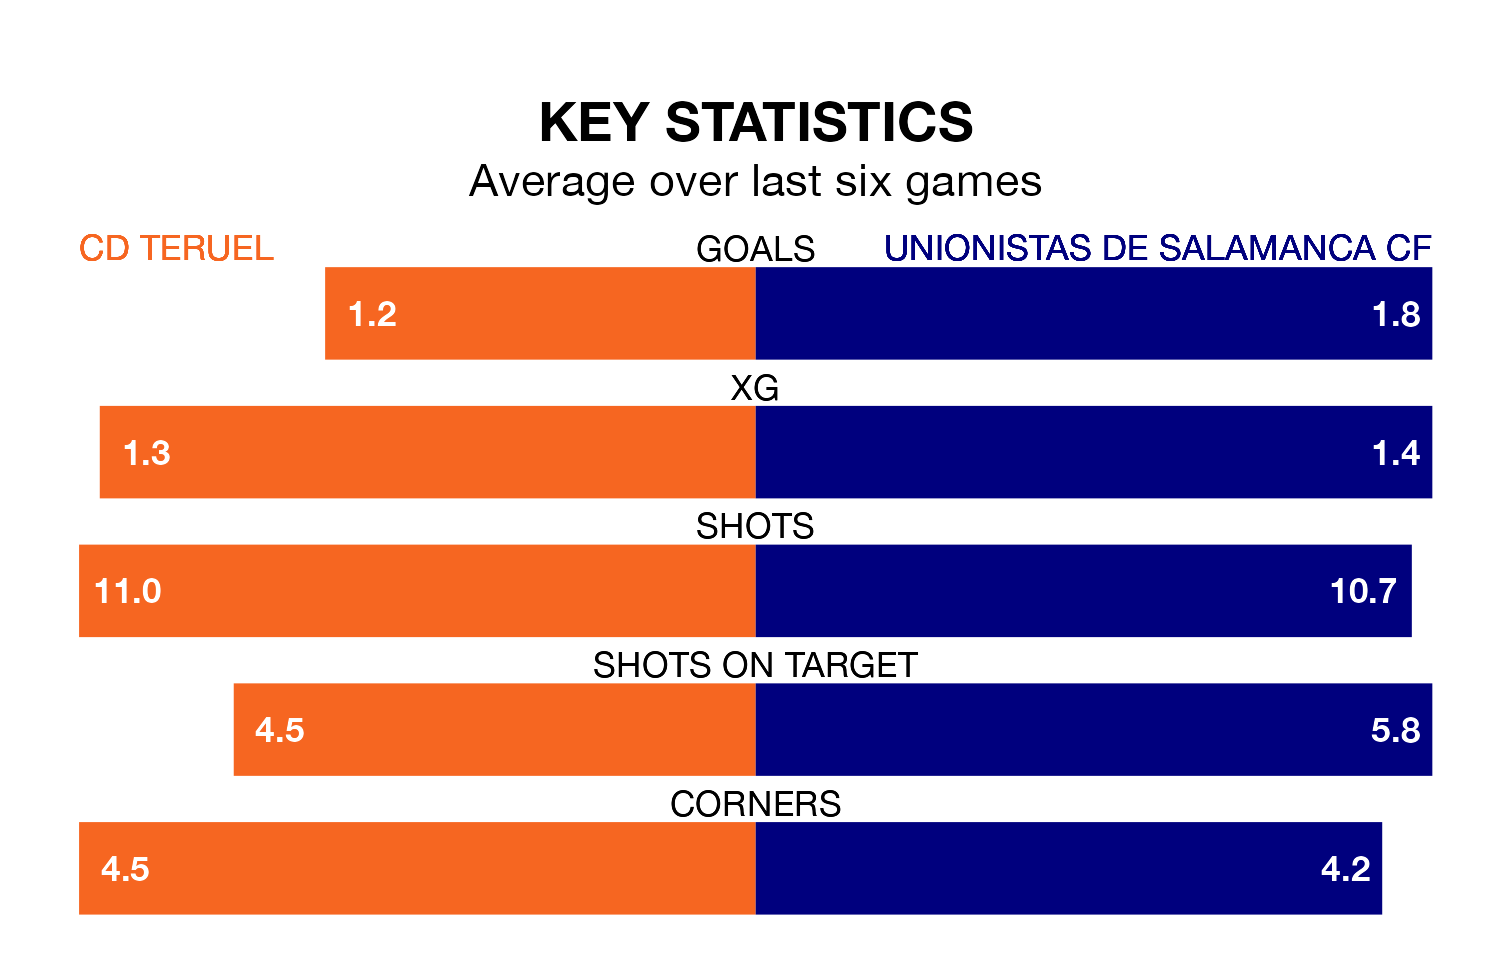 KEY STATISTICS
Average over last six games
CD TERUEL GOALS UNIONISTAS DE SALAMANCA CF
1.2 1.8
XG
1.3 1.4
SHOTS
11.0 10.7
SHOTS ON TARGET
4.5 5.8
CORNERS
4.5 4.2